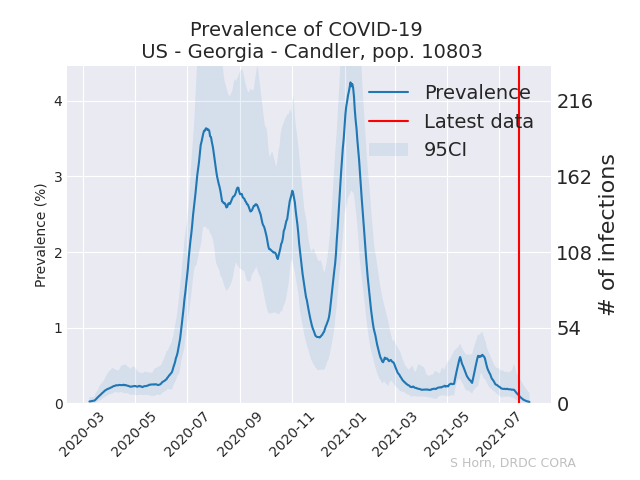 Prevalence of COVID-19
US - Georgia - Candler, pop. 10803
Prevalence (%)
4
3
2
1
0
Prevalence
Latest data
95CI
216
162
108
54
0
# of infections
2020-03
2020-05
2020-07
2020-09
2020-11
2021-01
2021-03
2021-05
2021-07
S Horn, DRDC CORA